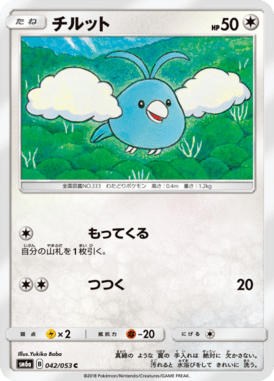 たね チルット HP50
全国図鑑NO.333 わたどりポケモン 高さ:0.4m 重さ:1.2kg
もってくる
自分の山札を1枚引く。
つつく 20
弱点 ×2 抵抗力 -20 にげる
Illus.Yukiko Baba
真綿のような翼の手入れは絶対に欠かさない。
汚れると水浴びをしてきれいに洗うのだ。
SM6a B 042/053 C
©2018 Pokémon/Nintendo/Creatures/GAME FREAK.